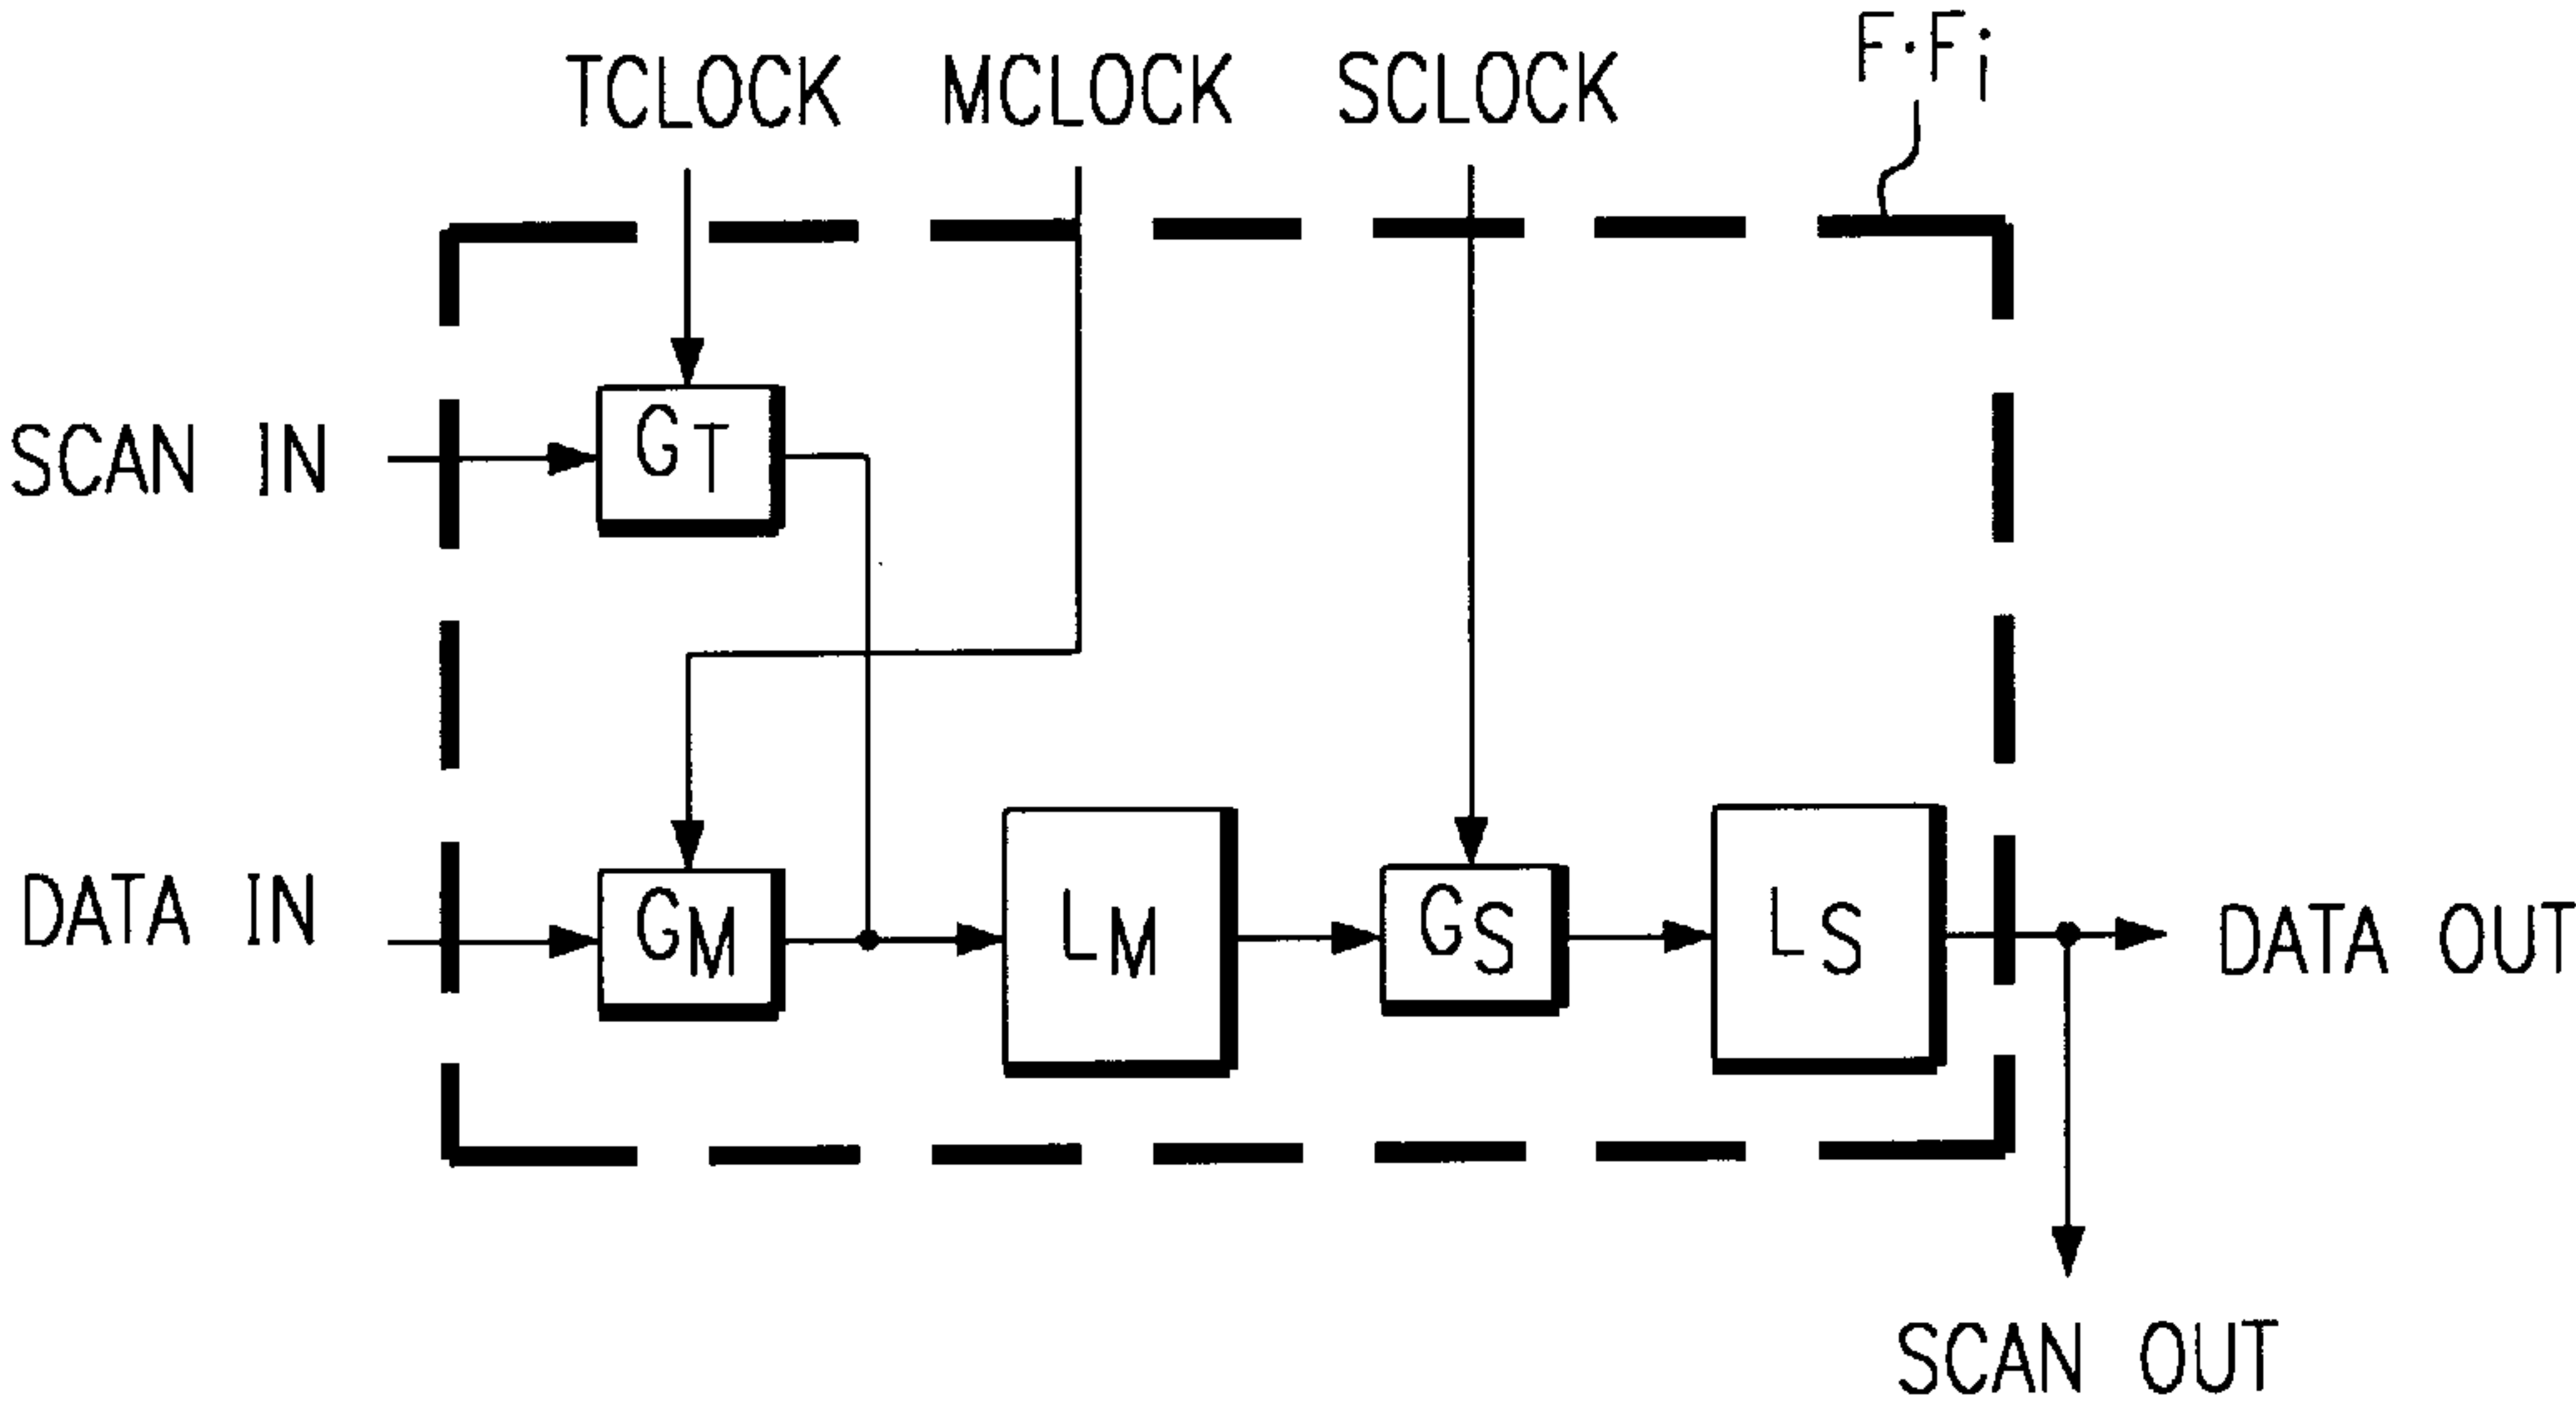 TCLOCK MCLOCK SCLOCK F·Fi
SCAN IN
GT
DATA IN
GM
LM
GS
LS
DATA OUT
SCAN OUT